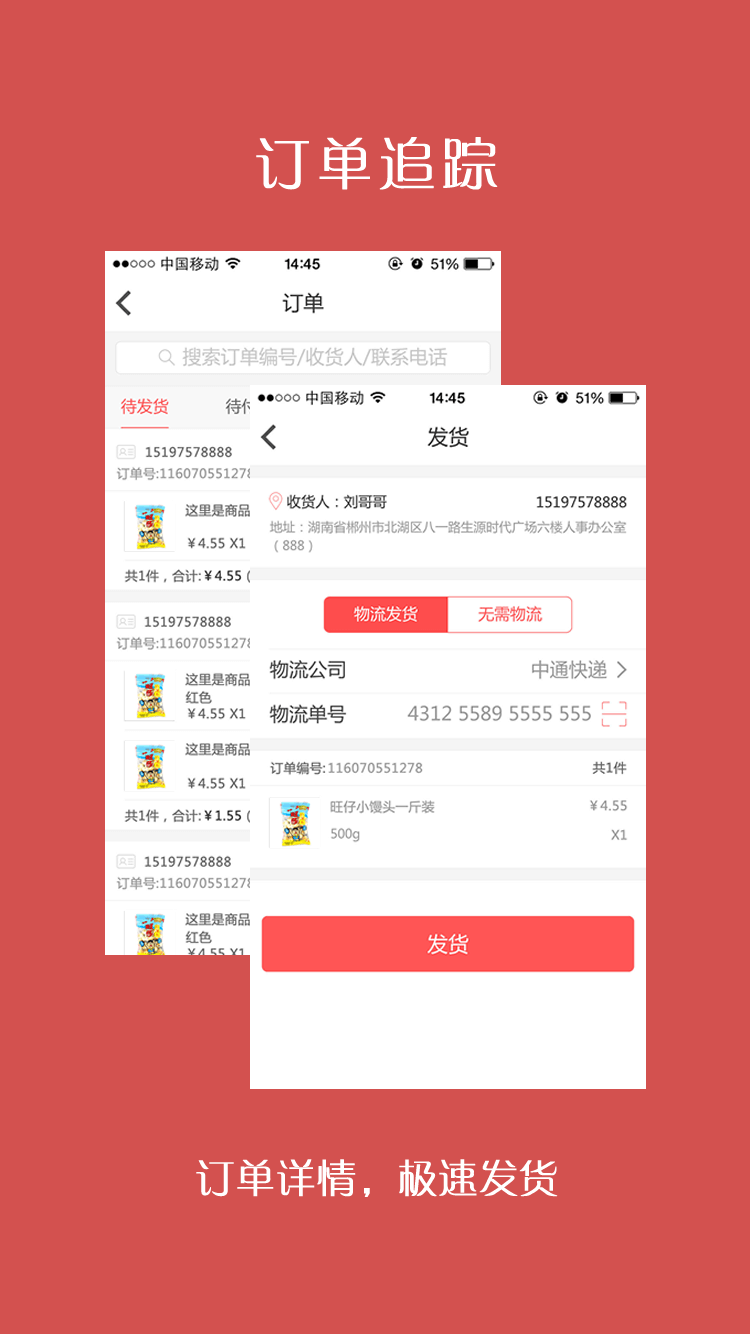 订单追踪
中国移动 14:45 51%
订单
搜索订单编号/收货人/联系电话
待发货 待付
15197578888
订单号:116070551278
这里是商品
¥4.55 X1
共1件，合计:¥4.55 (
15197578888
订单号:116070551278
这里是商品
红色
¥4.55 X1
这里是商品
¥4.55 X1
共1件，合计:¥1.55 (
15197578888
订单号:116070551278
这里是商品
红色
¥4.55 X1
中国移动 14:45 51%
发货
收货人：刘哥哥 15197578888
地址：湖南省郴州市北湖区八一路生源时代广场六楼人事办公室
（888）
物流发货 无需物流
物流公司 中通快递
物流单号 4312 5589 5555 555
订单编号:116070551278 共1件
旺仔小馒头一斤装 ¥4.55
500g X1
发货
订单详情，极速发货